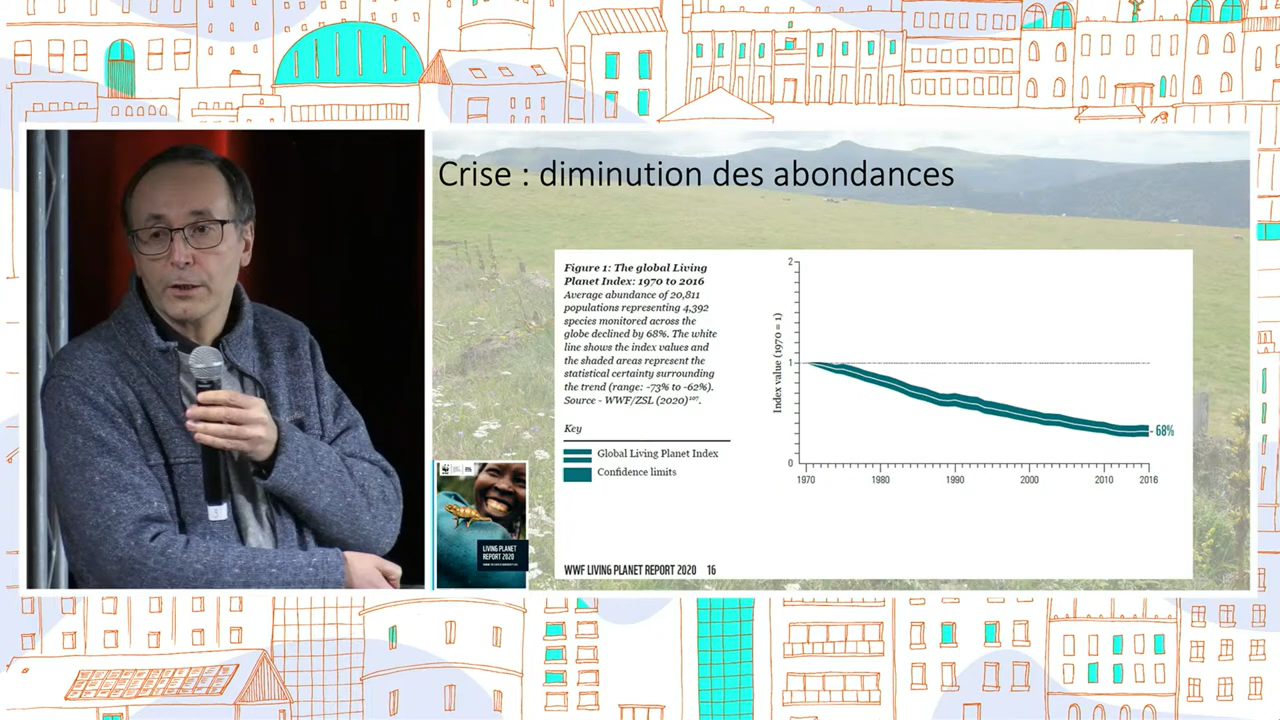 Crise : diminution des abondances
Figure 1: The global Living
Planet Index: 1970 to 2016
Average abundance of 20,811
populations representing 4,392
species monitored across the
globe declined by 68%. The white
line shows the index values and
the shaded areas represent the
statistical certainty surrounding
the trend (range: -73% to -62%).
Source - WWF/ZSL (2020)¹⁰⁷.
Key
Global Living Planet Index
Confidence limits
Index value (1970 = 1)
2
1
0
- 68%
1970
1980
1990
2000
2010
2016
LIVING PLANET
REPORT 2020
WWF LIVING PLANET REPORT 2020 16